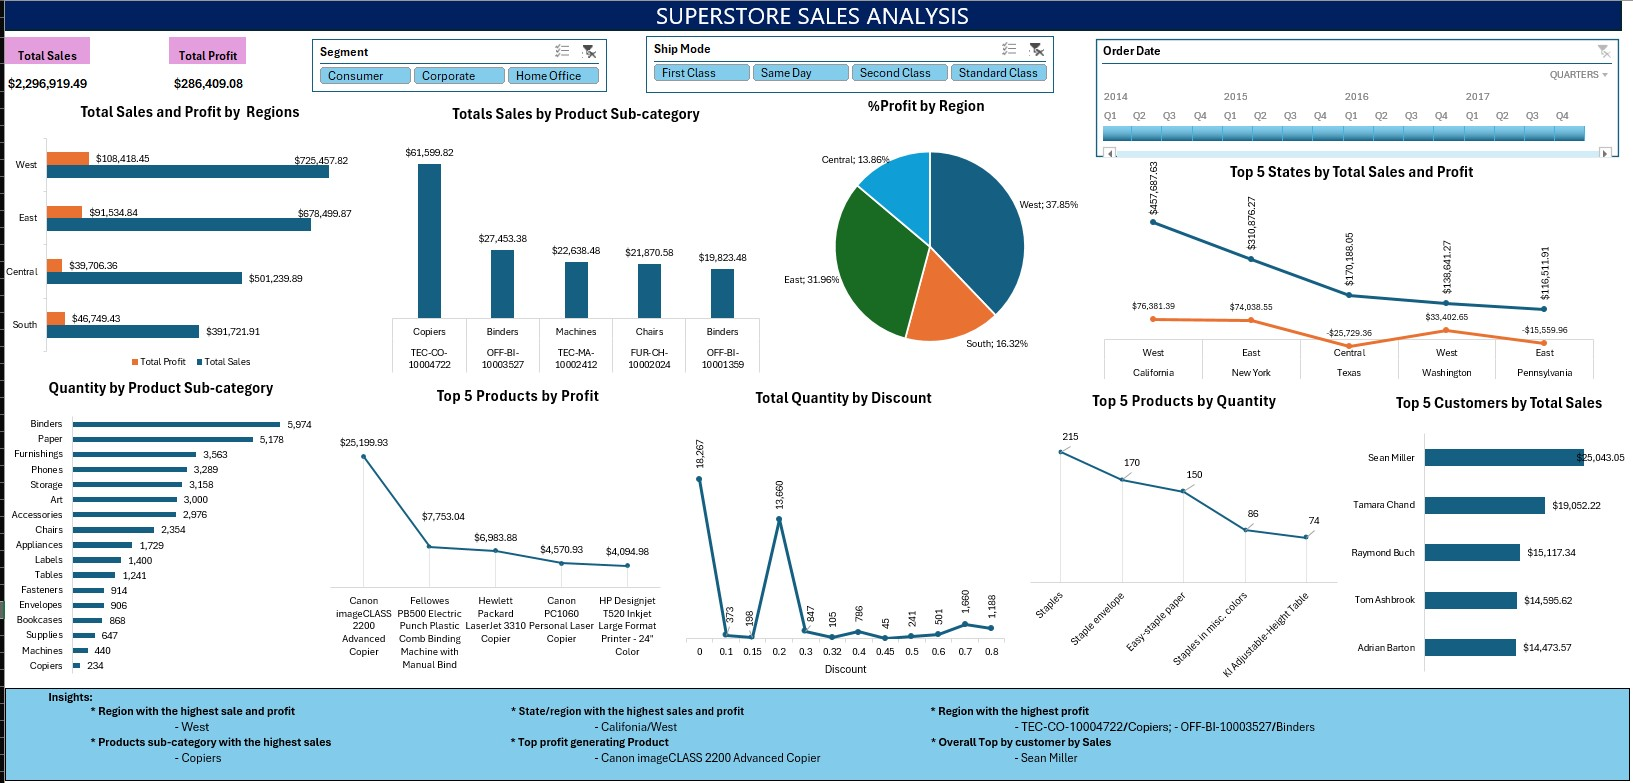 SUPERSTORE SALES ANALYSIS
Total Sales
Total Profit
$2,296,919.49
$286,409.08
Segment
Consumer
Corporate
Home Office
Ship Mode
First Class
Same Day
Second Class
Standard Class
Order Date
QUARTERS
2014 2015 2016 2017
Q1 Q2 Q3 Q4 Q1 Q2 Q3 Q4 Q1 Q2 Q3 Q4 Q1 Q2 Q3 Q4
Total Sales and Profit by Regions
West
$108,418.45
$725,457.82
East
$91,534.84
$678,499.87
Central
$39,706.36
$501,239.89
South
$46,749.43
$391,721.91
Total Profit
Total Sales
Totals Sales by Product Sub-category
$61,599.82
$27,453.38
$22,638.48
$21,870.58
$19,823.48
Copiers Binders Machines Chairs Binders
TEC-CO- OFF-BI- TEC-MA- FUR-CH- OFF-BI-
10004722 10003527 10002412 10002024 10001359
%Profit by Region
Central; 13.86%
West; 37.85%
East; 31.96%
South; 16.32%
Top 5 States by Total Sales and Profit
$457,687.63
$310,876.27
$170,188.05
$138,641.27
$116,511.91
$76,381.39
$74,038.55
-$25,729.36
$33,402.65
-$15,559.96
West East Central West East
California New York Texas Washington Pennsylvania
Quantity by Product Sub-category
Binders 5,974
Paper 5,178
Furnishings 3,563
Phones 3,289
Storage 3,158
Art 3,000
Accessories 2,976
Chairs 2,354
Appliances 1,729
Labels 1,400
Tables 1,241
Fasteners 914
Envelopes 906
Bookcases 868
Supplies 647
Machines 440
Copiers 234
Top 5 Products by Profit
$25,199.93
$7,753.04
$6,983.88
$4,570.93
$4,094.98
Canon Fellowes Hewlett Canon HP Designjet
imageCLASS PB500 Electric Packard PC1060 T520 Inkjet
2200 Punch Plastic LaserJet 3310 Personal Laser Large Format
Advanced Comb Binding Copier Copier Printer - 24"
Copier Machine with Color
Manual Bind
Total Quantity by Discount
18,267
373
198
13,660
847
105
786
45
241
501
1,660
1,188
0 0.1 0.15 0.2 0.3 0.32 0.4 0.45 0.5 0.6 0.7 0.8
Discount
Top 5 Products by Quantity
215
170
150
86
74
Staples
Staple envelope
Easy-staple paper
Staples in misc. colors
KI Adjustable-Height Table
Top 5 Customers by Total Sales
Sean Miller $25,043.05
Tamara Chand $19,052.22
Raymond Buch $15,117.34
Tom Ashbrook $14,595.62
Adrian Barton $14,473.57
Insights:
* Region with the highest sale and profit
- West
* Products sub-category with the highest sales
- Copiers
* State/region with the highest sales and profit
- Califonia/West
* Top profit generating Product
- Canon imageCLASS 2200 Advanced Copier
* Region with the highest profit
- TEC-CO-10004722/Copiers; - OFF-BI-10003527/Binders
* Overall Top by customer by Sales
- Sean Miller